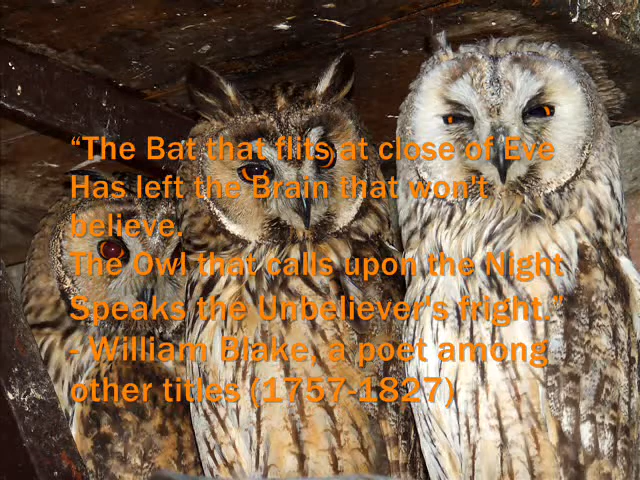 “The Bat that flits at close of Eve
Has left the Brain that won't
believe.
The Owl that calls upon the Night
Speaks the Unbeliever's fright.”
- William Blake, a poet among
other titles (1757-1827)